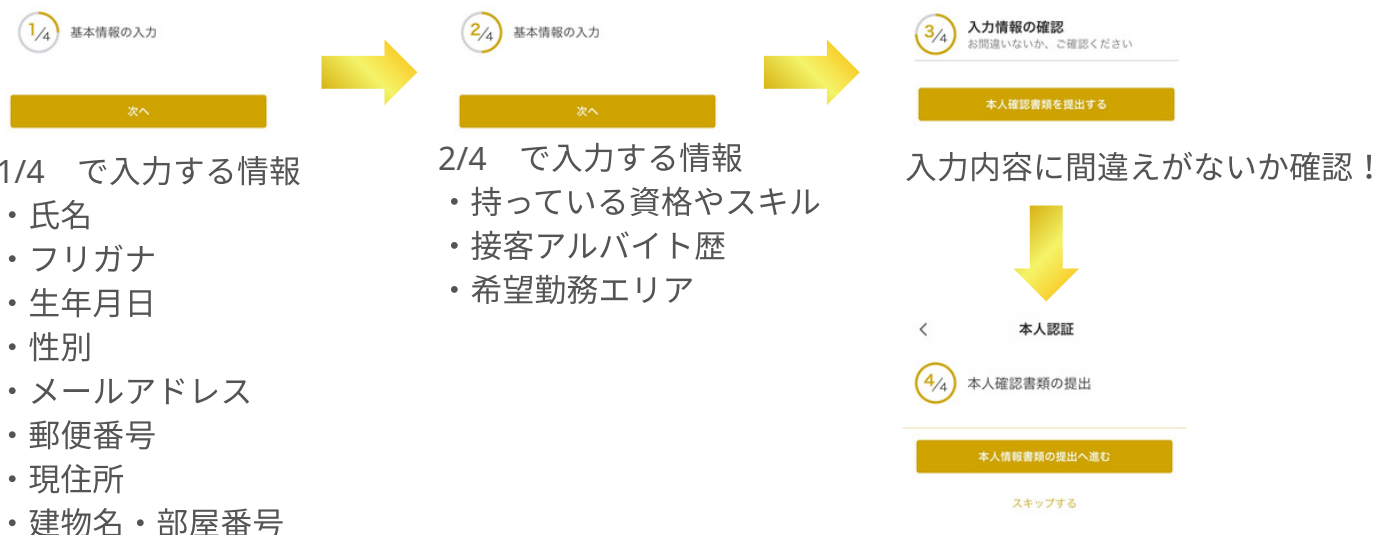 1/4 基本情報の入力
次へ
1/4　で入力する情報
・氏名
・フリガナ
・生年月日
・性別
・メールアドレス
・郵便番号
・現住所
・建物名・部屋番号
2/4 基本情報の入力
次へ
2/4　で入力する情報
・持っている資格やスキル
・接客アルバイト歴
・希望勤務エリア
3/4 入力情報の確認
お間違いないか、ご確認ください
本人確認書類を提出する
入力内容に間違えがないか確認！
本人認証
4/4 本人確認書類の提出
本人情報書類の提出へ進む
スキップする